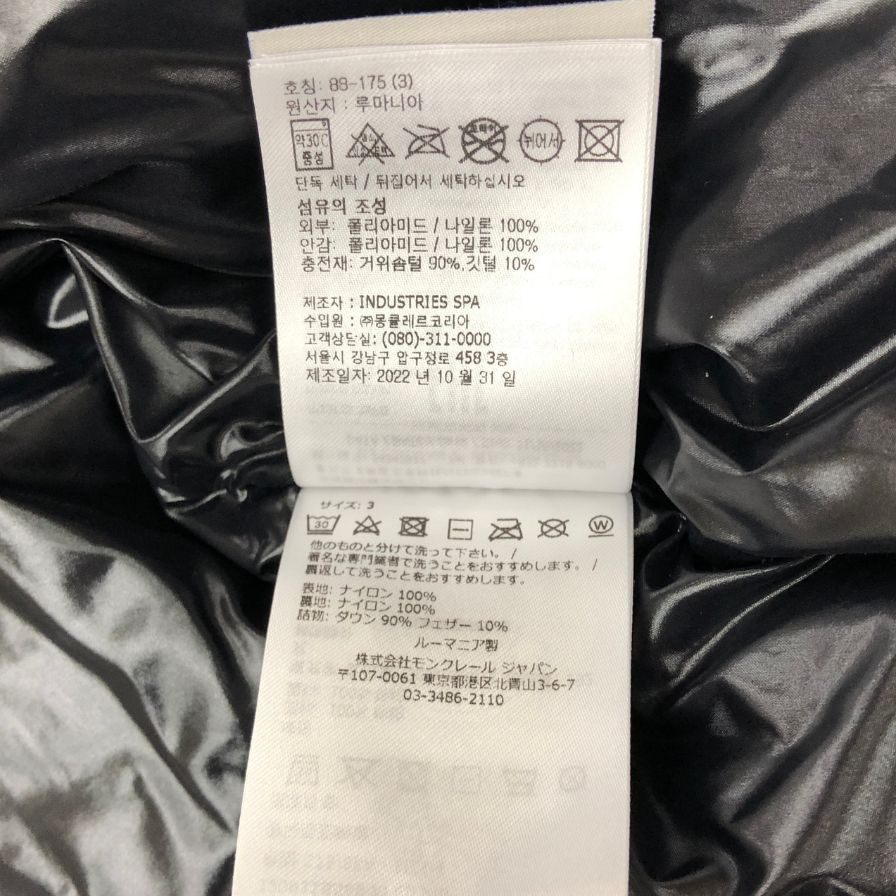 호칭: 88-175 (3)
원산지 : 루마니아
약30℃
중성
뉘어서
단독 세탁 / 뒤집어서 세탁하십시오
섬유의 조성
외부: 폴리아미드 / 나일론 100%
안감: 폴리아미드 / 나일론 100%
충전재: 거위솜털 90%,깃털 10%
제조자 : INDUSTRIES SPA
수입원 : ㈜몽클레르코리아
고객상담실: (080)-311-0000
서울시 강남구 압구정로 458 3층
제조일자: 2022 년 10 월 31 일
サイズ: 3
30
W
他のものと分けて洗って下さい。/
著名な専門業者で洗うことをおすすめします。/
裏返して洗うことをおすすめします。
表地: ナイロン 100%
裏地: ナイロン 100%
詰物: ダウン 90% フェザー 10%
ルーマニア製
株式会社モンクレール ジャパン
〒107-0061 東京都港区北青山3-6-7
03-3486-2110